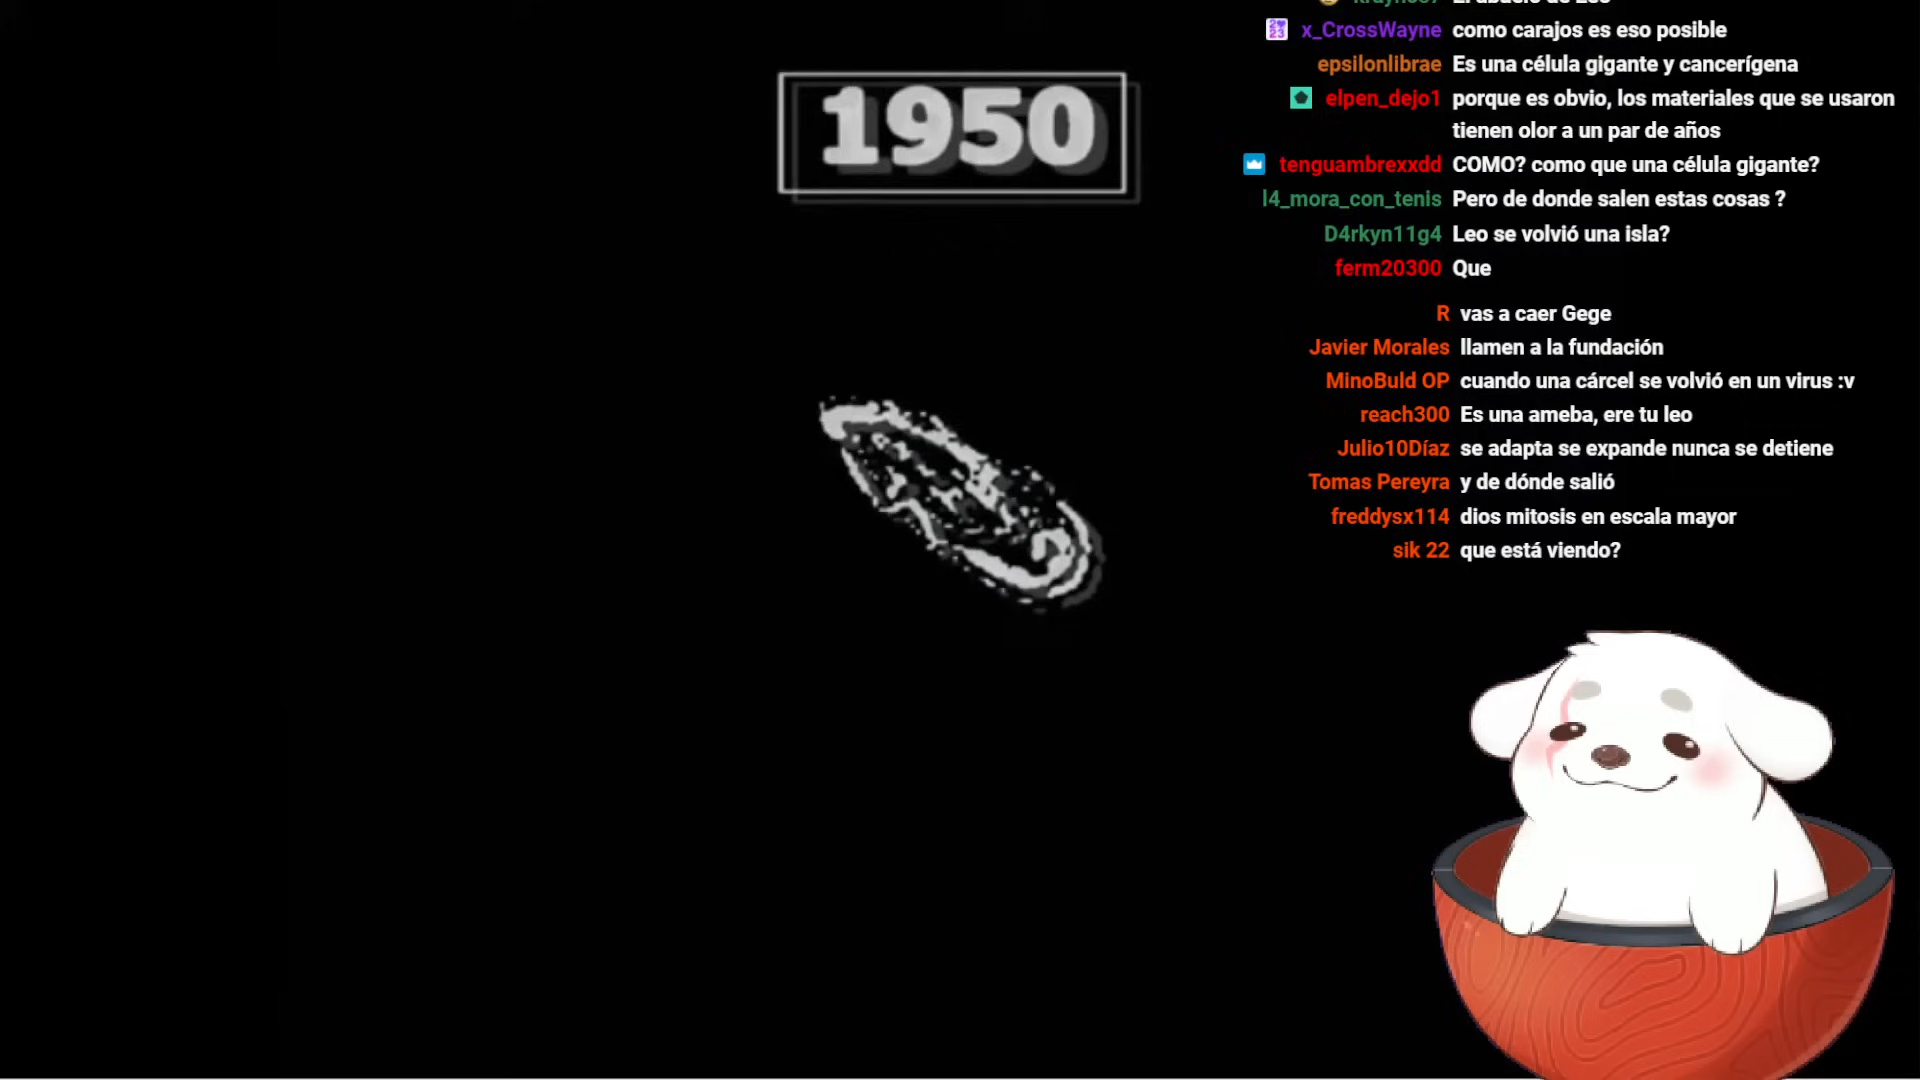 1950
x_CrossWayne como carajos es eso posible
epsilonlibrae Es una célula gigante y cancerígena
elpen_dejo1 porque es obvio, los materiales que se usaron
tienen olor a un par de años
tenguambrexxdd COMO? como que una célula gigante?
l4_mora_con_tenis Pero de donde salen estas cosas ?
D4rkyn11g4 Leo se volvió una isla?
ferm20300 Que
R vas a caer Gege
Javier Morales llamen a la fundación
MinoBuld OP cuando una cárcel se volvió en un virus :v
reach300 Es una ameba, ere tu leo
Julio10Díaz se adapta se expande nunca se detiene
Tomas Pereyra y de dónde salió
freddysx114 dios mitosis en escala mayor
sik 22 que está viendo?